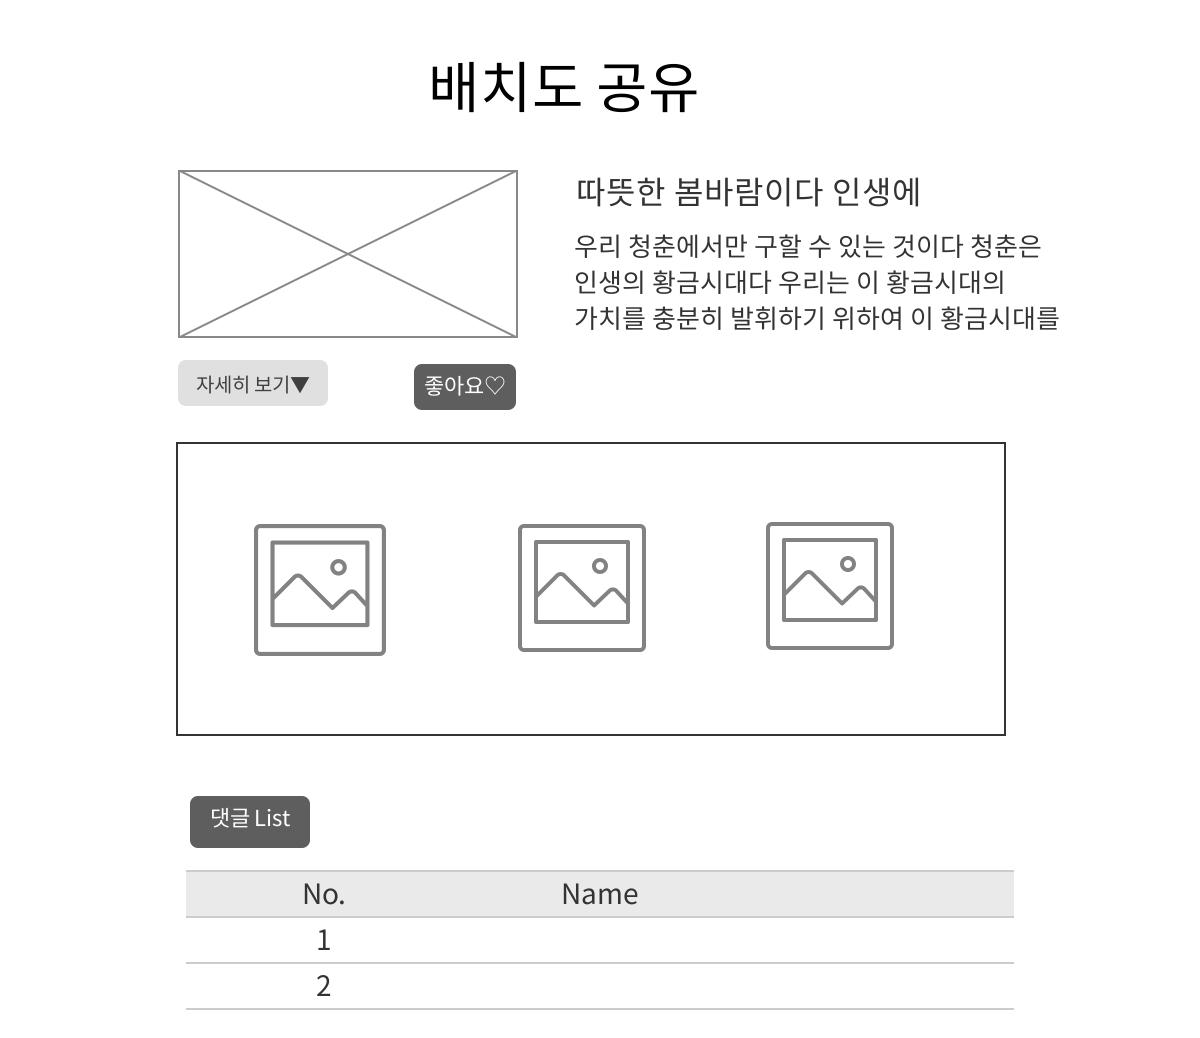 배치도 공유
따뜻한 봄바람이다 인생에
우리 청춘에서만 구할 수 있는 것이다 청춘은
인생의 황금시대다 우리는 이 황금시대의
가치를 충분히 발휘하기 위하여 이 황금시대를
자세히 보기▼
좋아요♡
댓글 List
No. Name
1
2